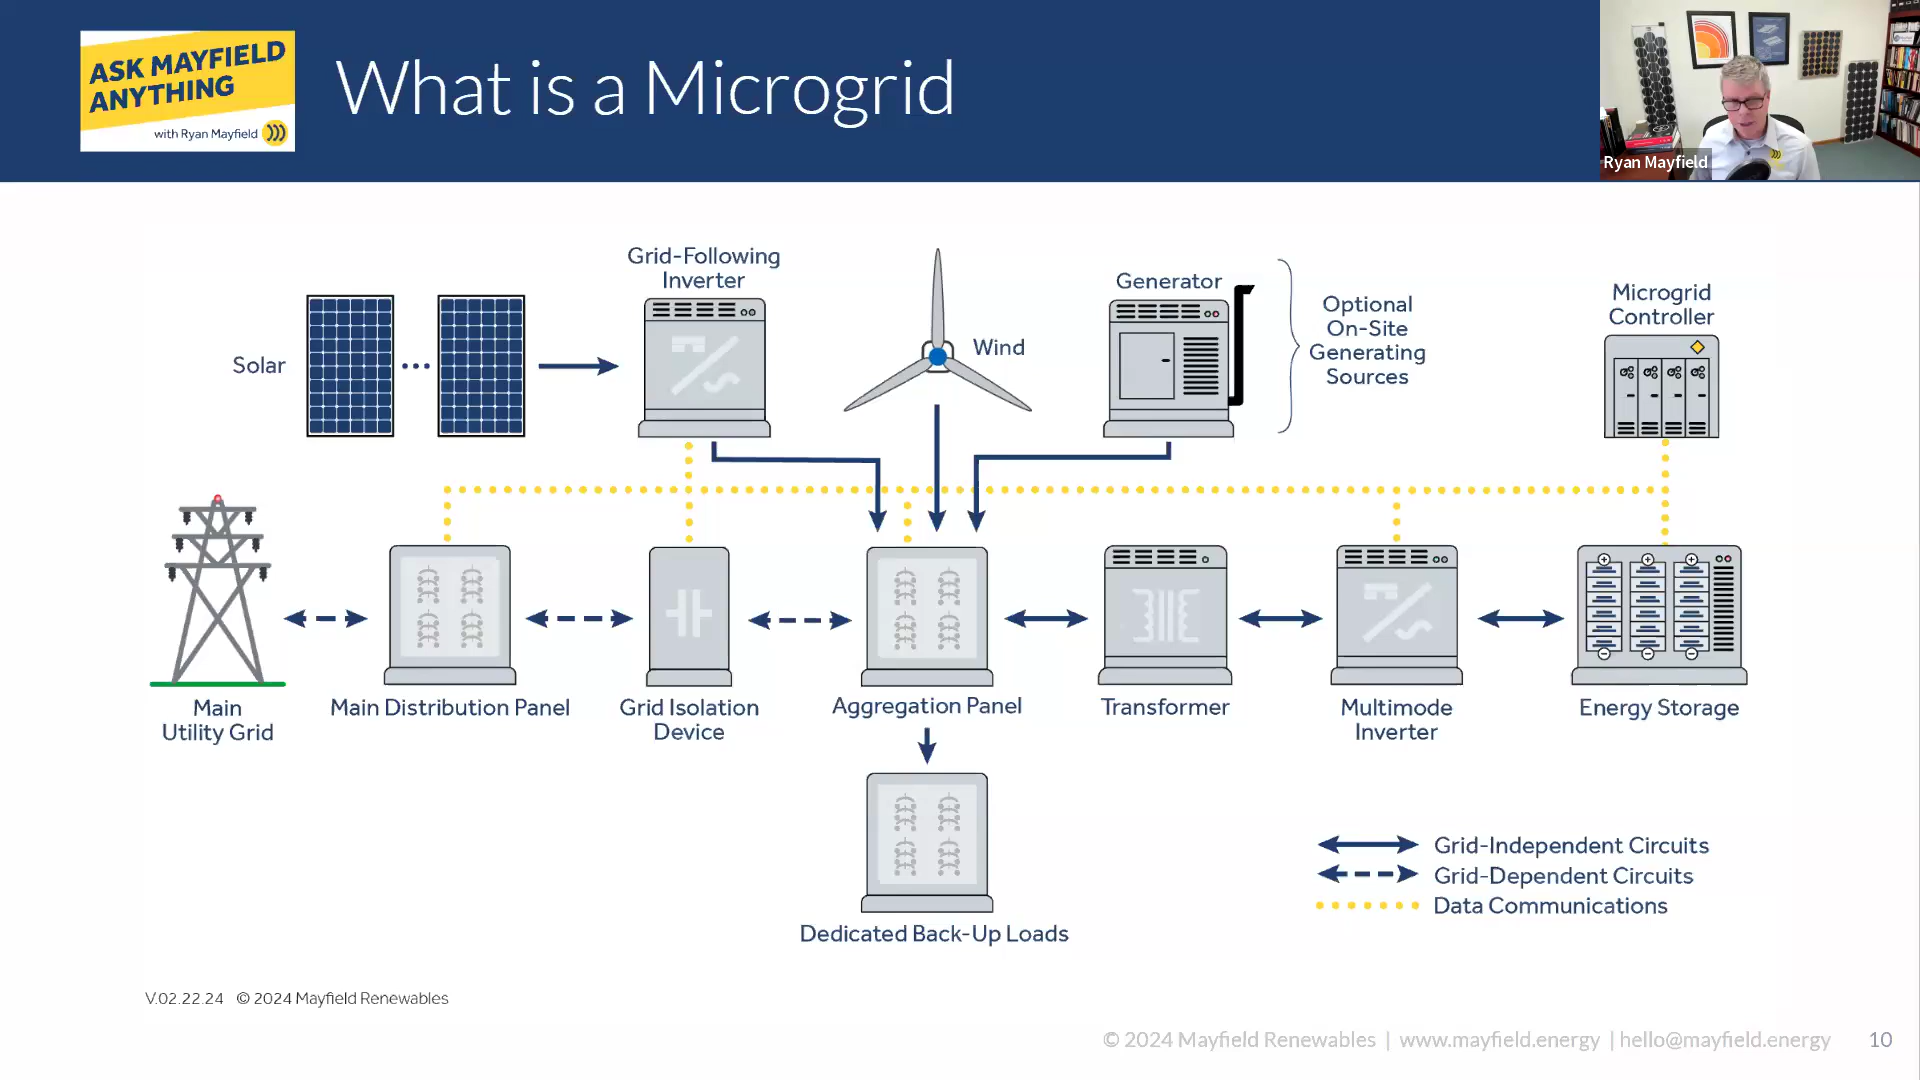 ASK MAYFIELD
ANYTHING
with Ryan Mayfield
What is a Microgrid
Ryan Mayfield
Solar
Grid-Following
Inverter
Wind
Generator
Optional
On-Site
Generating
Sources
Microgrid
Controller
Main
Utility Grid
Main Distribution Panel
Grid Isolation
Device
Aggregation Panel
Transformer
Multimode
Inverter
Energy Storage
Dedicated Back-Up Loads
Grid-Independent Circuits
Grid-Dependent Circuits
Data Communications
V.02.22.24 © 2024 Mayfield Renewables
© 2024 Mayfield Renewables | www.mayfield.energy | hello@mayfield.energy 10